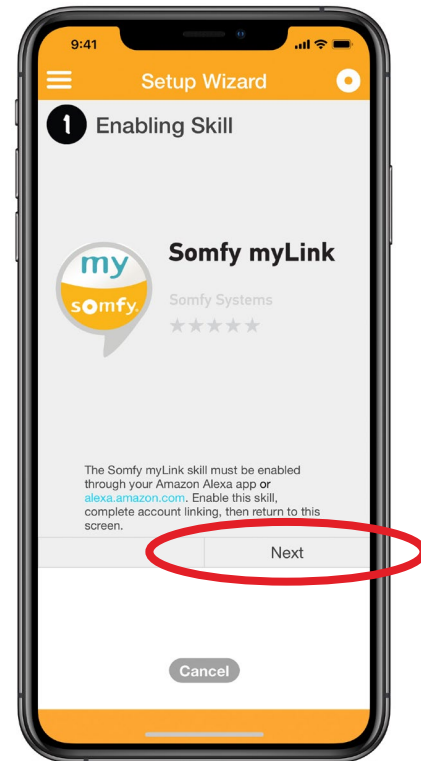 9:41
Setup Wizard
1 Enabling Skill
my
somfy.
Somfy myLink
Somfy Systems
The Somfy myLink skill must be enabled
through your Amazon Alexa app or
alexa.amazon.com. Enable this skill,
complete account linking, then return to this
screen.
Next
Cancel